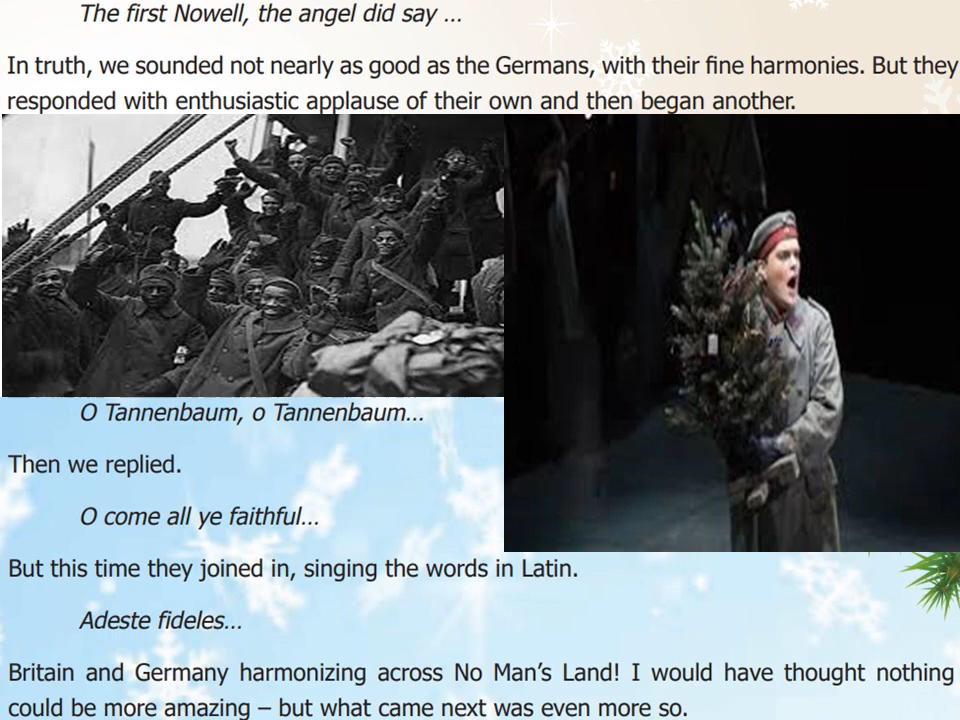 The first Nowell, the angel did say …
In truth, we sounded not nearly as good as the Germans, with their fine harmonies. But they
responded with enthusiastic applause of their own and then began another.
O Tannenbaum, o Tannenbaum…
Then we replied.
O come all ye faithful…
But this time they joined in, singing the words in Latin.
Adeste fideles…
Britain and Germany harmonizing across No Man’s Land! I would have thought nothing
could be more amazing – but what came next was even more so.